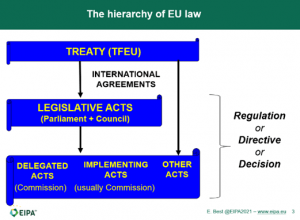 The hierarchy of EU law
TREATY (TFEU)
INTERNATIONAL
AGREEMENTS
LEGISLATIVE ACTS
(Parliament + Council)
Regulation
or
Directive
or
Decision
DELEGATED
ACTS
(Commission)
IMPLEMENTING
ACTS
(usually Commission)
OTHER
ACTS
EIPA
E. Best @EIPA2021 – www.eipa.eu 3